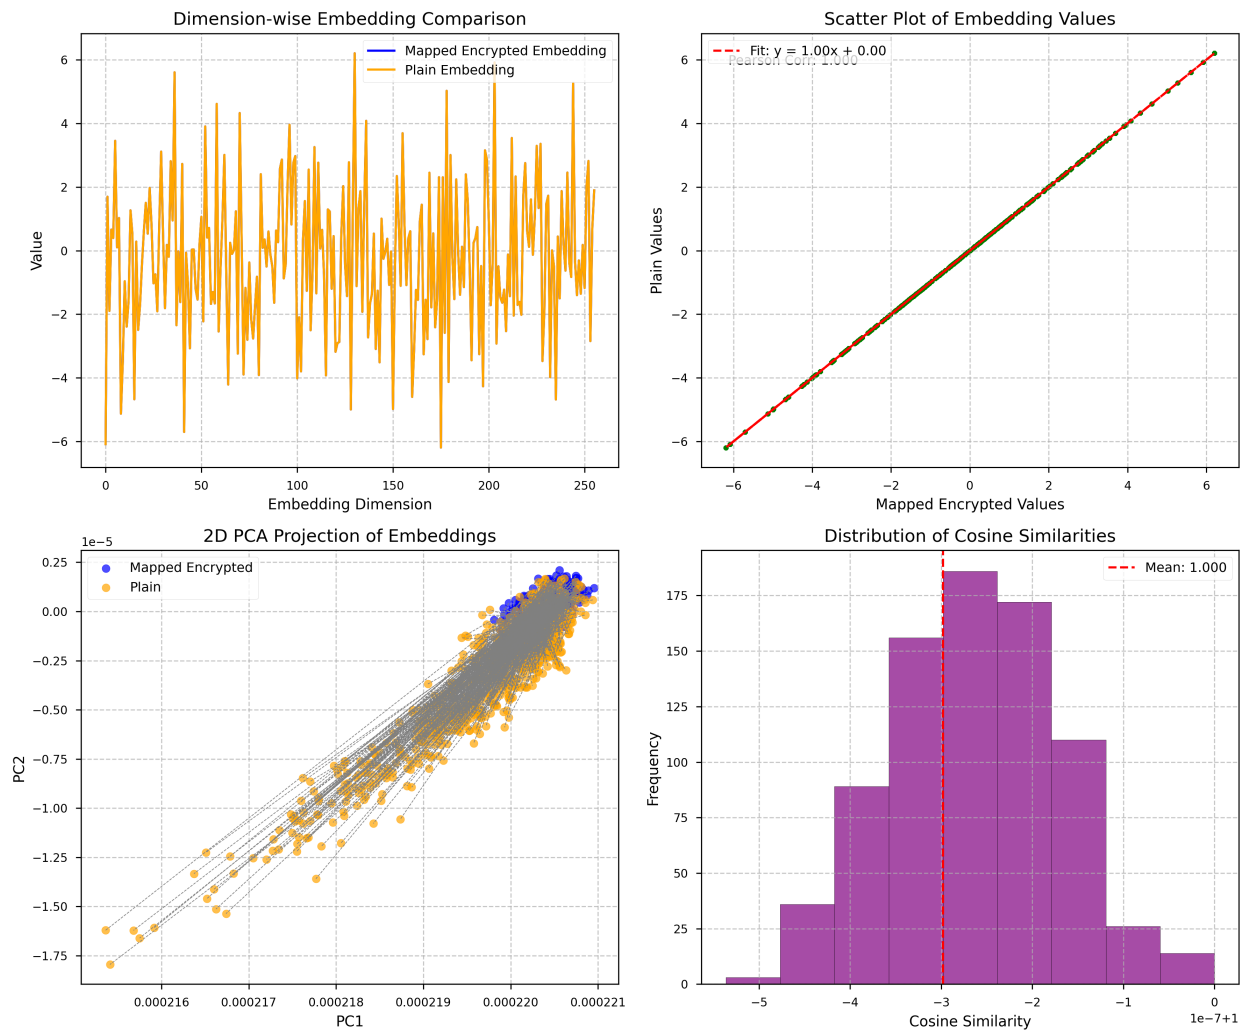 Dimension-wise Embedding Comparison
Mapped Encrypted Embedding
Plain Embedding
6
4
2
0
−2
−4
−6
Value
0
50
100
150
200
250
Embedding Dimension
Scatter Plot of Embedding Values
Fit: y = 1.00x + 0.00
Pearson Corr: 1.000
6
4
2
0
−2
−4
−6
Plain Values
−6
−4
−2
0
2
4
6
Mapped Encrypted Values
2D PCA Projection of Embeddings
1e−5
Mapped Encrypted
Plain
0.25
0.00
−0.25
−0.50
−0.75
−1.00
−1.25
−1.50
−1.75
PC2
0.000216
0.000217
0.000218
0.000219
0.000220
0.000221
PC1
Distribution of Cosine Similarities
Mean: 1.000
175
150
125
100
75
50
25
0
Frequency
−5
−4
−3
−2
−1
0
1e−7+1
Cosine Similarity